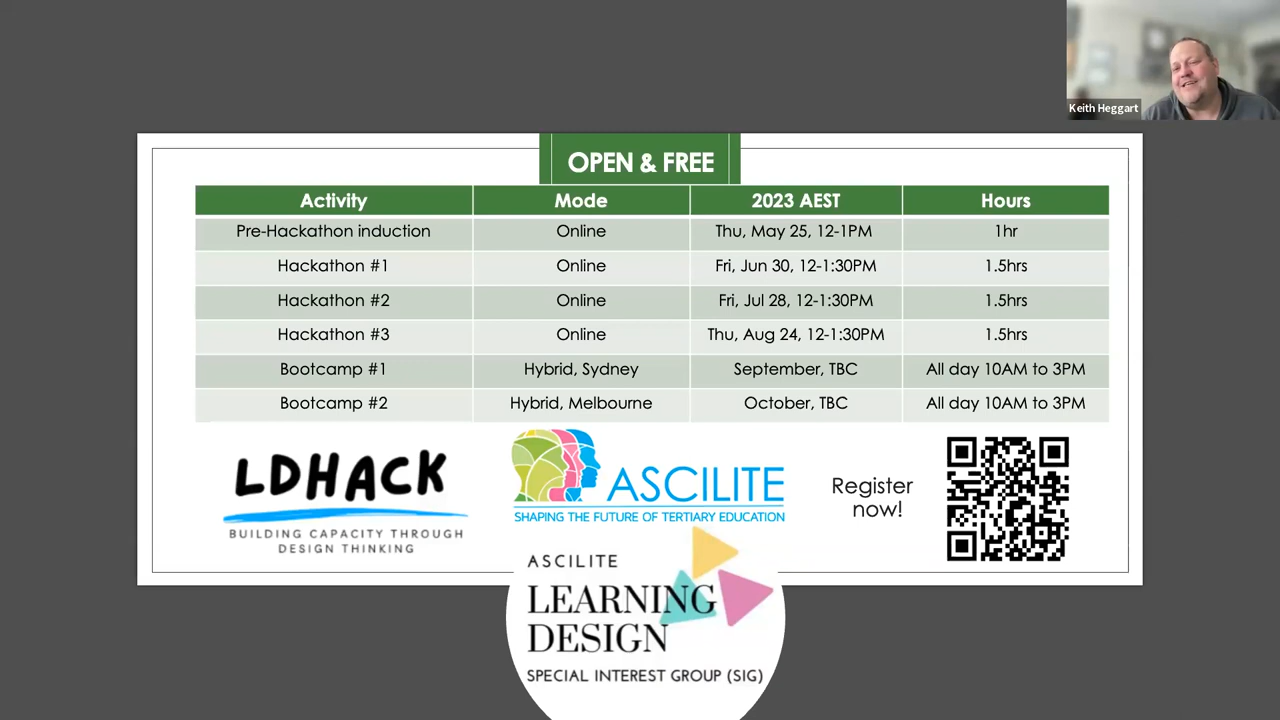 Keith Heggart
OPEN & FREE
Activity Mode 2023 AEST Hours
Pre-Hackathon induction Online Thu, May 25, 12-1PM 1hr
Hackathon #1 Online Fri, Jun 30, 12-1:30PM 1.5hrs
Hackathon #2 Online Fri, Jul 28, 12-1:30PM 1.5hrs
Hackathon #3 Online Thu, Aug 24, 12-1:30PM 1.5hrs
Bootcamp #1 Hybrid, Sydney September, TBC All day 10AM to 3PM
Bootcamp #2 Hybrid, Melbourne October, TBC All day 10AM to 3PM
LDHACK
BUILDING CAPACITY THROUGH
DESIGN THINKING
ASCILITE
SHAPING THE FUTURE OF TERTIARY EDUCATION
Register
now!
ASCILITE
LEARNING
DESIGN
SPECIAL INTEREST GROUP (SIG)